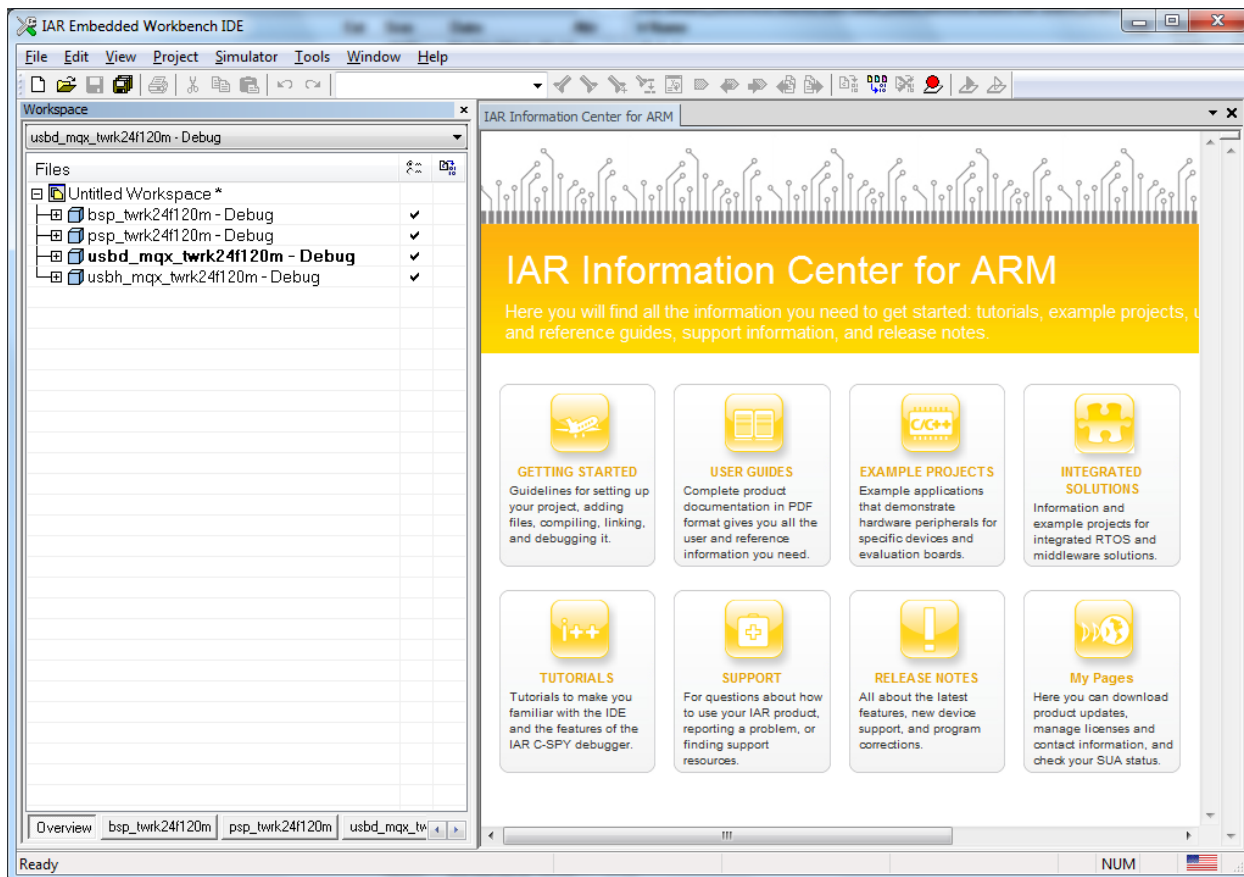 IAR Embedded Workbench IDE
File Edit View Project Simulator Tools Window Help
Workspace
usbd_mqx_twrk24f120m - Debug
Files
Untitled Workspace *
bsp_twrk24f120m - Debug
psp_twrk24f120m - Debug
usbd_mqx_twrk24f120m - Debug
usbh_mqx_twrk24f120m - Debug
Overview bsp_twrk24f120m psp_twrk24f120m usbd_mqx_tw
IAR Information Center for ARM
IAR Information Center for ARM
Here you will find all the information you need to get started: tutorials, example projects, u
and reference guides, support information, and release notes.
GETTING STARTED
Guidelines for setting up
your project, adding
files, compiling, linking,
and debugging it.
USER GUIDES
Complete product
documentation in PDF
format gives you all the
user and reference
information you need.
C/C++
EXAMPLE PROJECTS
Example applications
that demonstrate
hardware peripherals for
specific devices and
evaluation boards.
INTEGRATED
SOLUTIONS
Information and
example projects for
integrated RTOS and
middleware solutions.
i++
TUTORIALS
Tutorials to make you
familiar with the IDE
and the features of the
IAR C-SPY debugger.
SUPPORT
For questions about how
to use your IAR product,
reporting a problem, or
finding support
resources.
RELEASE NOTES
All about the latest
features, new device
support, and program
corrections.
My Pages
Here you can download
product updates,
manage licenses and
contact information, and
check your SUA status.
Ready
NUM